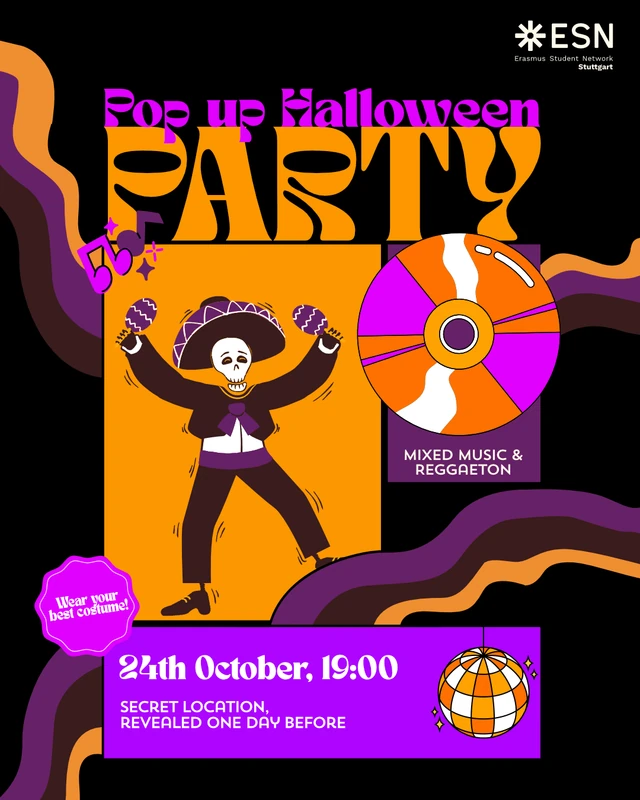 ESN
Erasmus Student Network
Stuttgart
Pop up Halloween
PARTY
MIXED MUSIC &
REGGAETON
Wear your
best costume!
24th October, 19:00
SECRET LOCATION,
REVEALED ONE DAY BEFORE